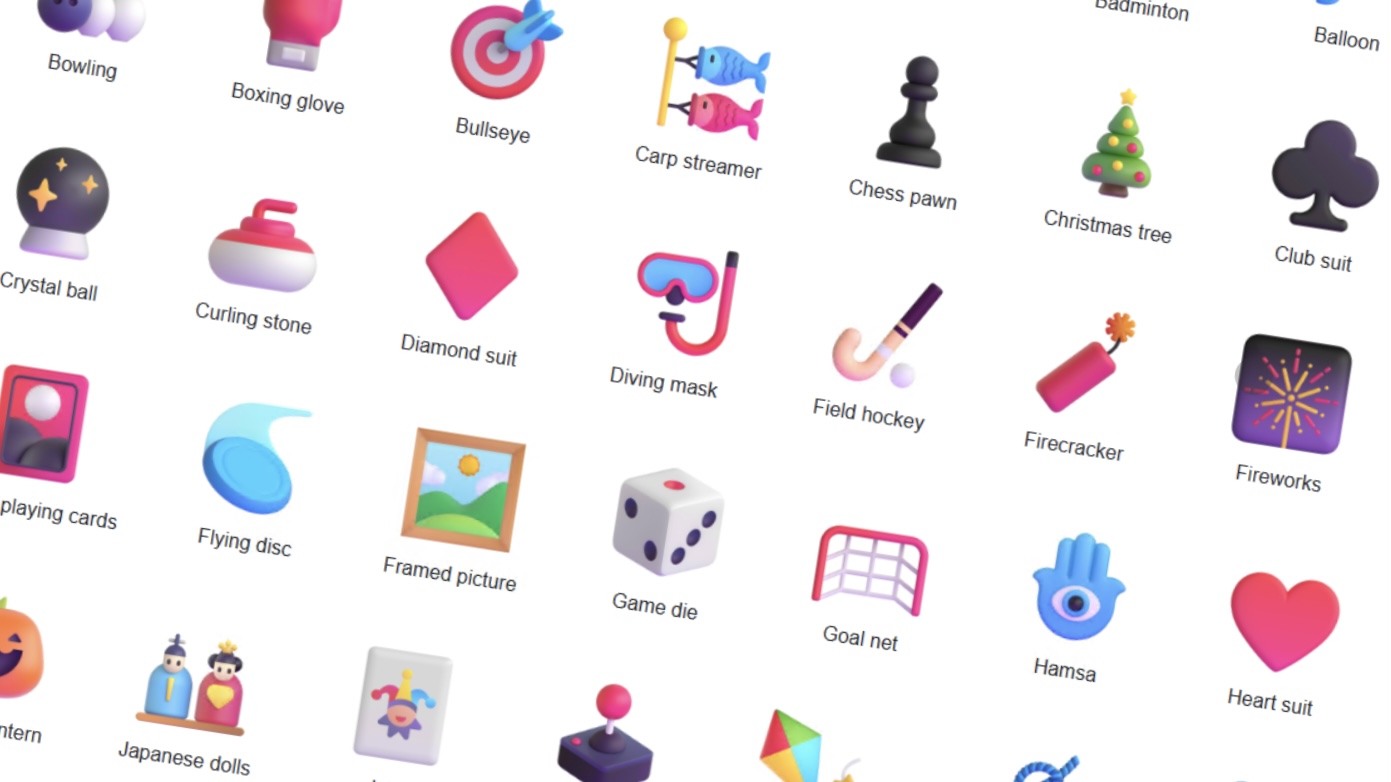 Badminton
Balloon
Bowling
Boxing glove
Bullseye
Carp streamer
Chess pawn
Christmas tree
Club suit
Crystal ball
Curling stone
Diamond suit
Diving mask
Field hockey
Firecracker
Fireworks
playing cards
Flying disc
Framed picture
Game die
Goal net
Hamsa
Heart suit
ntern
Japanese dolls